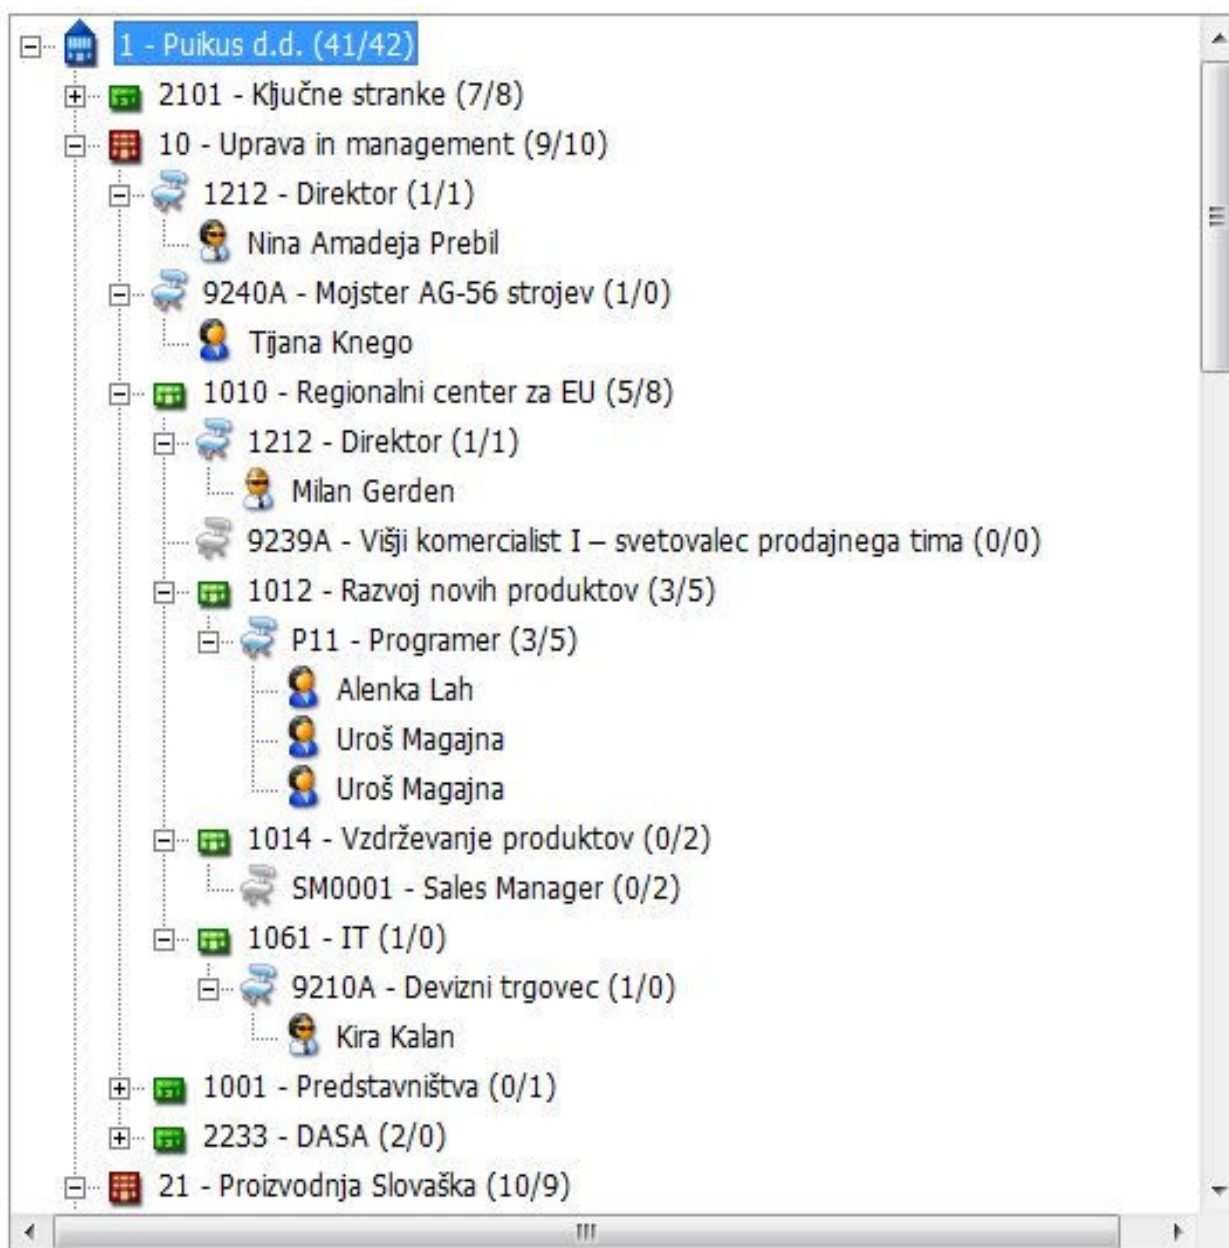 1 - Puikus d.d. (41/42)
2101 - Ključne stranke (7/8)
10 - Uprava in management (9/10)
1212 - Direktor (1/1)
Nina Amadeja Prebil
9240A - Mojster AG-56 strojev (1/0)
Tijana Knego
1010 - Regionalni center za EU (5/8)
1212 - Direktor (1/1)
Milan Gerden
9239A - Višji komercialist I – svetovalec prodajnega tima (0/0)
1012 - Razvoj novih produktov (3/5)
P11 - Programer (3/5)
Alenka Lah
Uroš Magajna
Uroš Magajna
1014 - Vzdrževanje produktov (0/2)
SM0001 - Sales Manager (0/2)
1061 - IT (1/0)
9210A - Devizni trgovec (1/0)
Kira Kalan
1001 - Predstavništva (0/1)
2233 - DASA (2/0)
21 - Proizvodnja Slovaška (10/9)